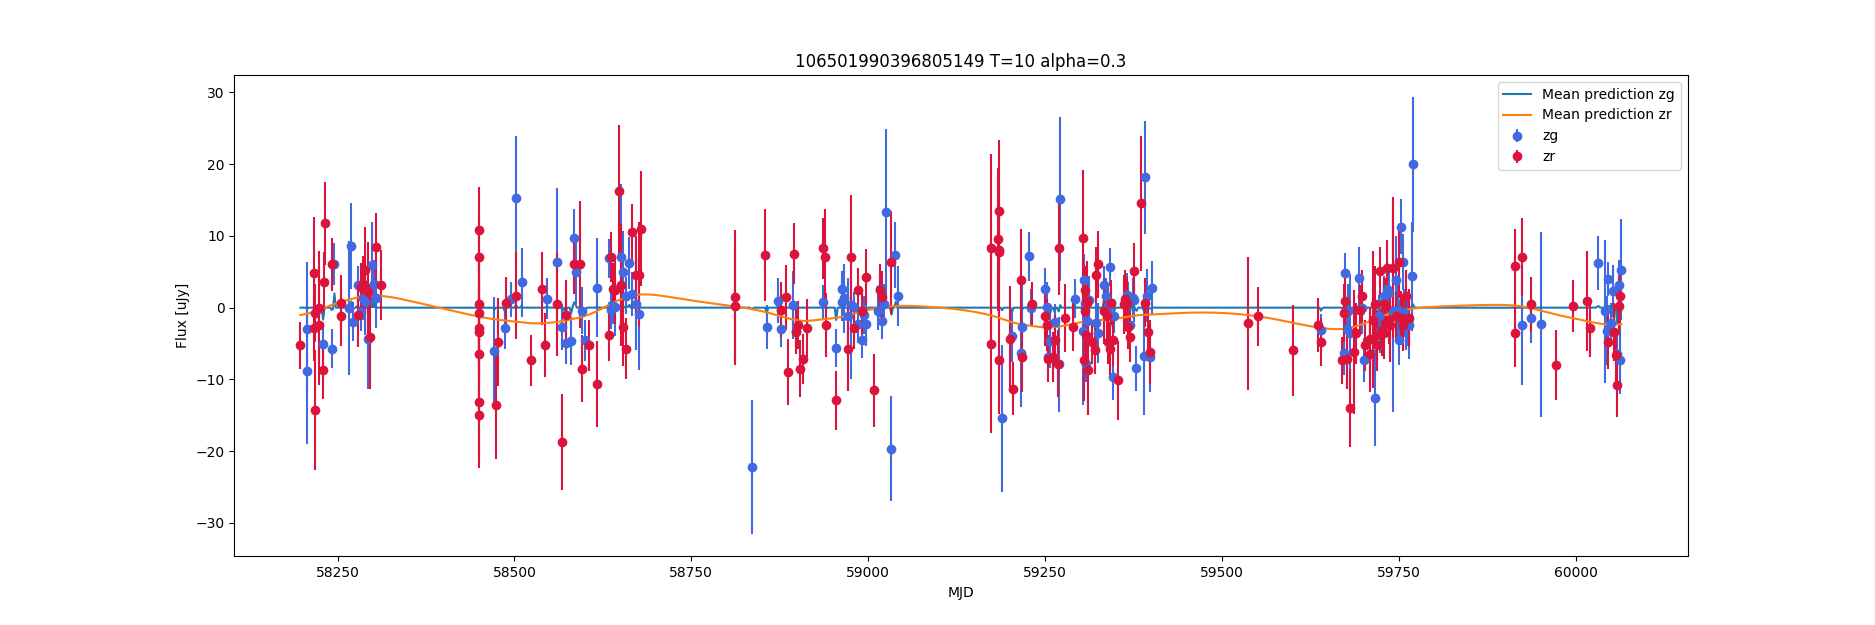 106501990396805149 T=10 alpha=0.3
30
20
10
0
−10
−20
−30
Flux [uJy]
58250
58500
58750
59000
59250
59500
59750
60000
MJD
Mean prediction zg
Mean prediction zr
zg
zr